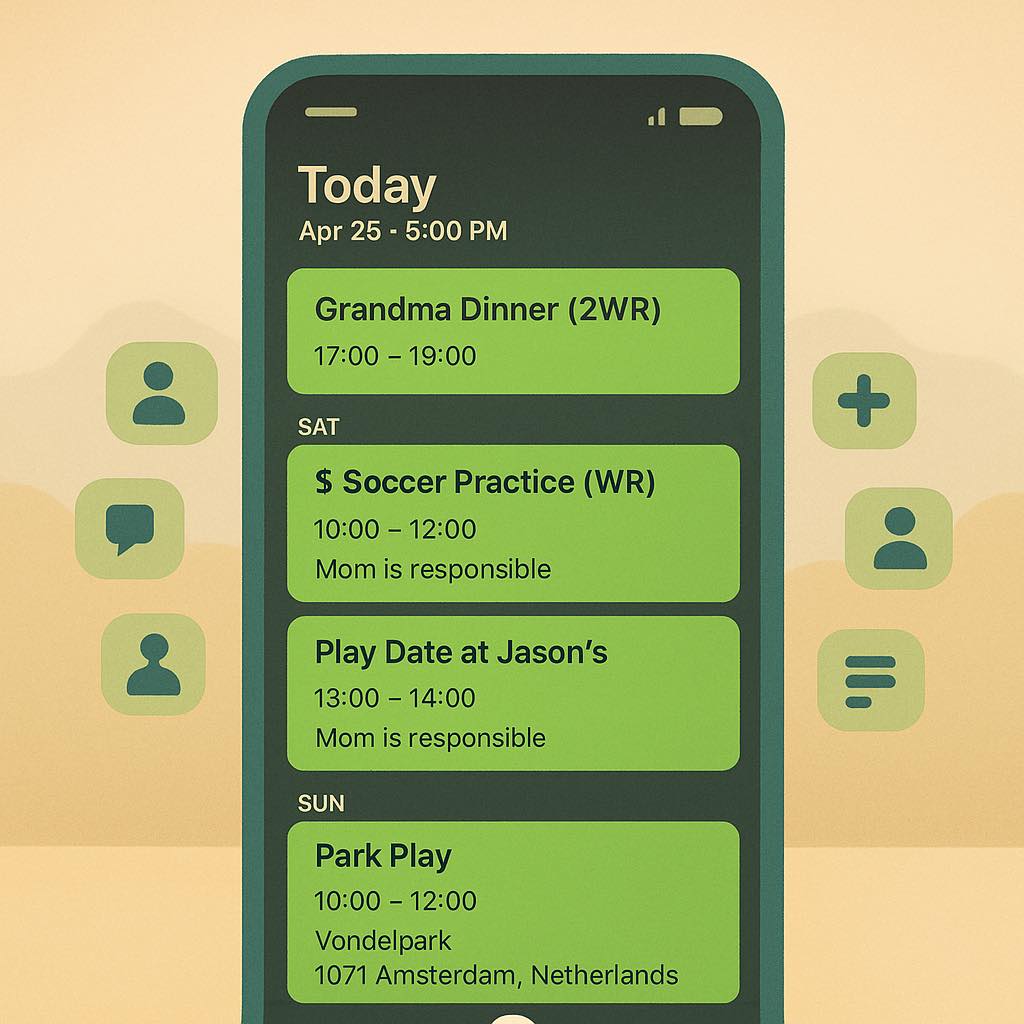 Today
Apr 25 - 5:00 PM
Grandma Dinner (2WR)
17:00 – 19:00
SAT
$ Soccer Practice (WR)
10:00 – 12:00
Mom is responsible
Play Date at Jason’s
13:00 – 14:00
Mom is responsible
SUN
Park Play
10:00 – 12:00
Vondelpark
1071 Amsterdam, Netherlands